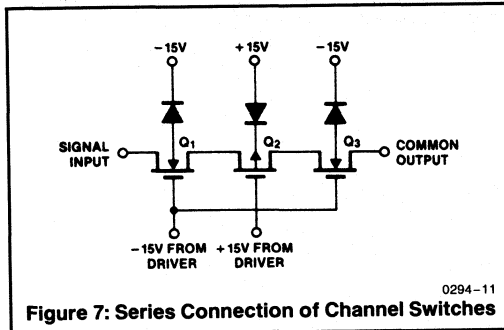 -15V +15V -15V
SIGNAL INPUT Q1 Q2 Q3 COMMON OUTPUT
-15V FROM DRIVER +15V FROM DRIVER
0294-11
Figure 7: Series Connection of Channel Switches